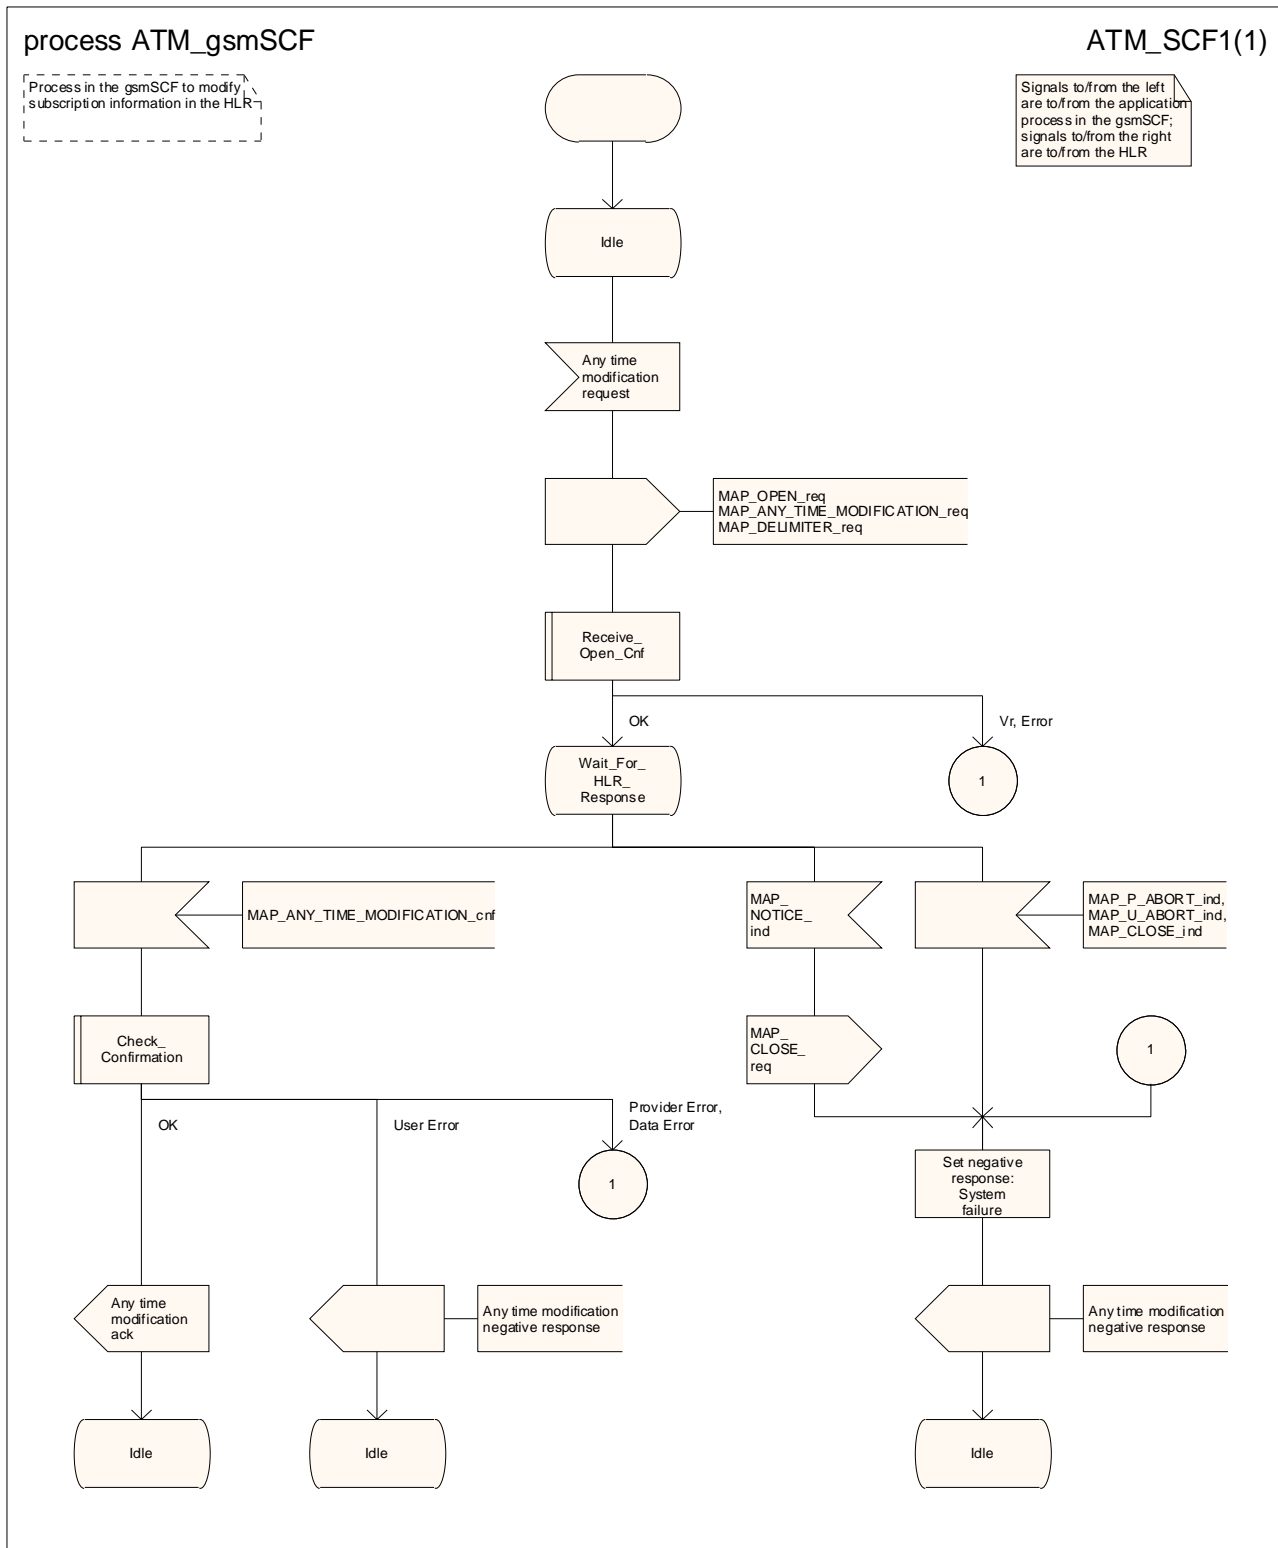 process ATM_gsmSCF
ATM_SCF1(1)
Process in the gsmSCF to modify
subscription information in the HLR
Signals to/from the left
are to/from the application
process in the gsmSCF;
signals to/from the right
are to/from the HLR
Idle
Any time
modification
request
MAP_OPEN_req
MAP_ANY_TIME_MODIFICATION_req
MAP_DELIMITER_req
Receive_
Open_Cnf
OK
Vr, Error
Wait_For_
HLR_
Response
1
MAP_ANY_TIME_MODIFICATION_cnf
MAP_
NOTICE_
ind
MAP_P_ABORT_ind,
MAP_U_ABORT_ind,
MAP_CLOSE_ind
Check_
Confirmation
MAP_
CLOSE_
req
1
OK
User Error
Provider Error,
Data Error
1
Set negative
response:
System
failure
Any time
modification
ack
Any time modification
negative response
Any time modification
negative response
Idle
Idle
Idle